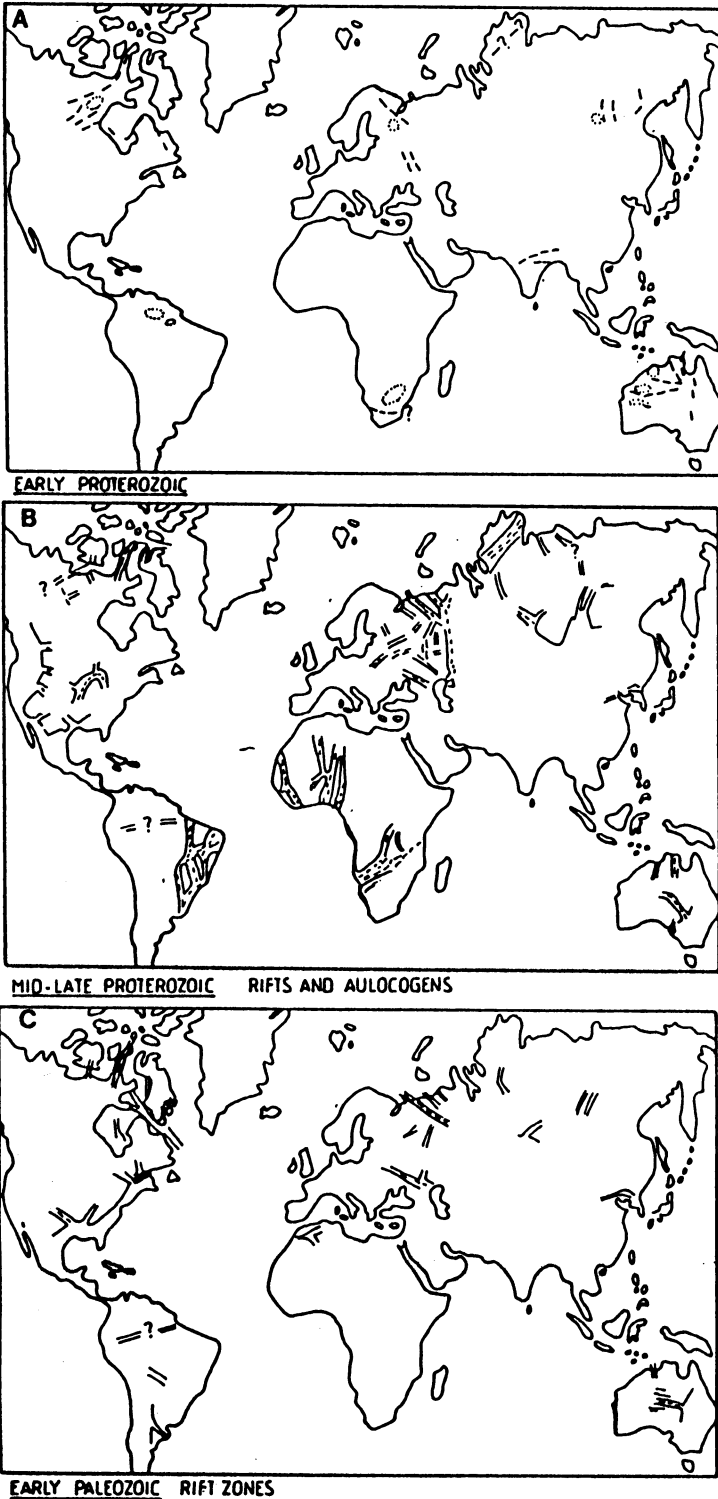 A
?
?
?
EARLY PROTEROZOIC
B
?
?
MID-LATE PROTEROZOIC RIFTS AND AULOCOGENS
C
?
EARLY PALEOZOIC RIFT ZONES